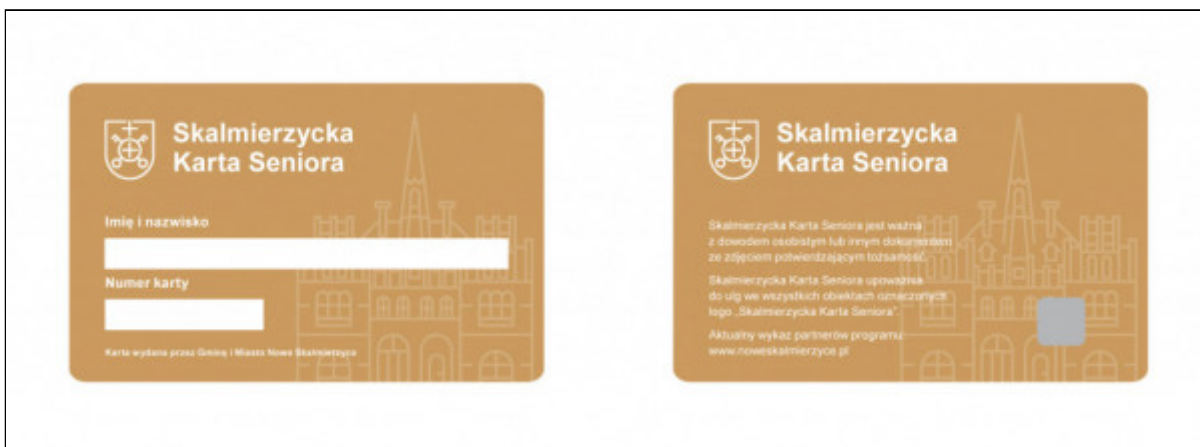 Skalmierzycka
Karta Seniora
Imię i nazwisko
Numer karty
Karta wydana przez Gminę i Miasto Nowe Skalmierzyce
Skalmierzycka
Karta Seniora
Skalmierzycka Karta Seniora jest ważna
z dowodem osobistym lub innym dokumentem
ze zdjęciem potwierdzającym tożsamość.
Skalmierzycka Karta Seniora upoważnia
do ulg we wszystkich obiektach oznaczonych
logo „Skalmierzycka Karta Seniora”.
Aktualny wykaz partnerów programu:
www.noweskalmierzyce.pl